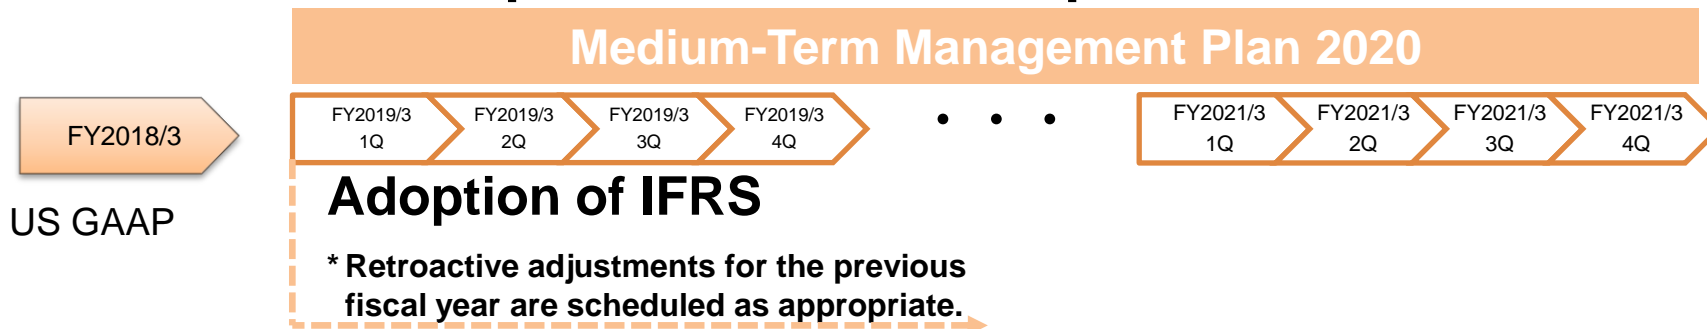 Medium-Term Management Plan 2020
FY2018/3
FY2019/3
1Q
FY2019/3
2Q
FY2019/3
3Q
FY2019/3
4Q
• • •
FY2021/3
1Q
FY2021/3
2Q
FY2021/3
3Q
FY2021/3
4Q
US GAAP
Adoption of IFRS
* Retroactive adjustments for the previous
fiscal year are scheduled as appropriate.